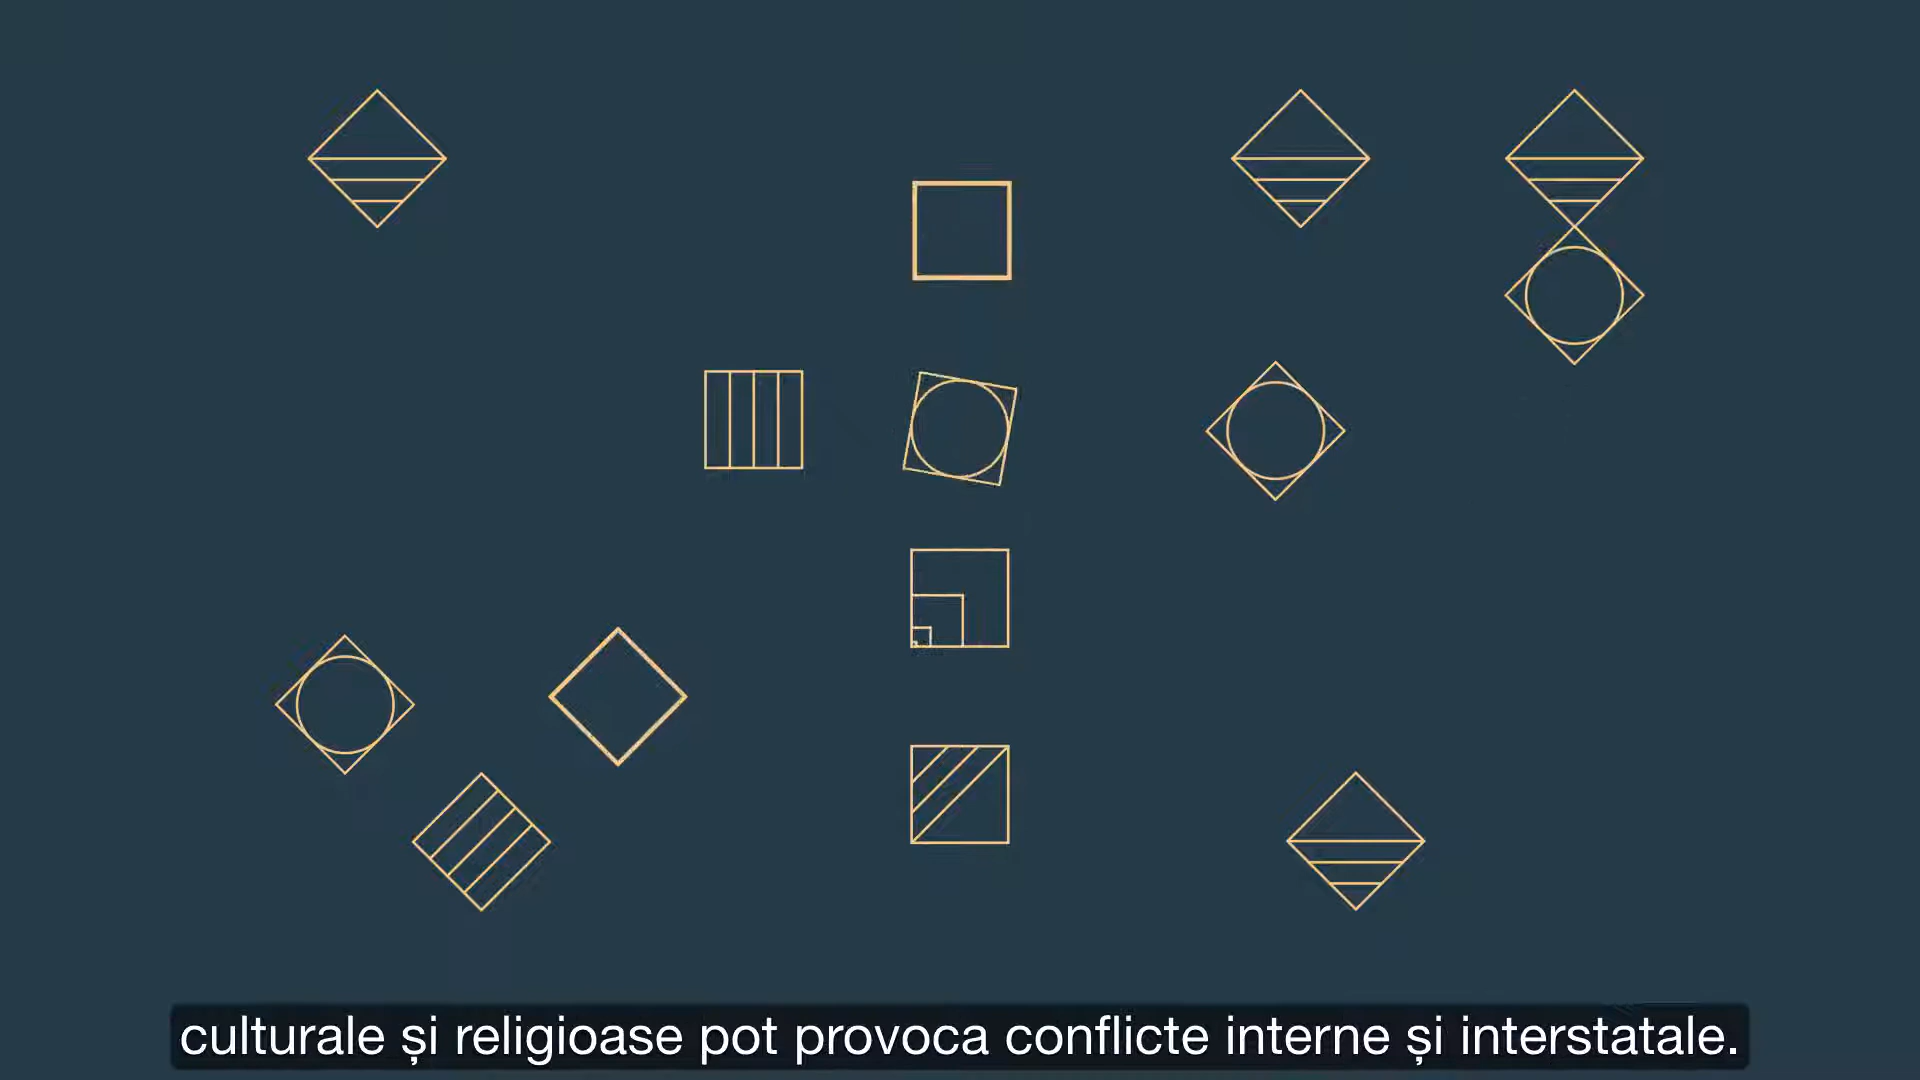 culturale și religioase pot provoca conflicte interne și interstatale.